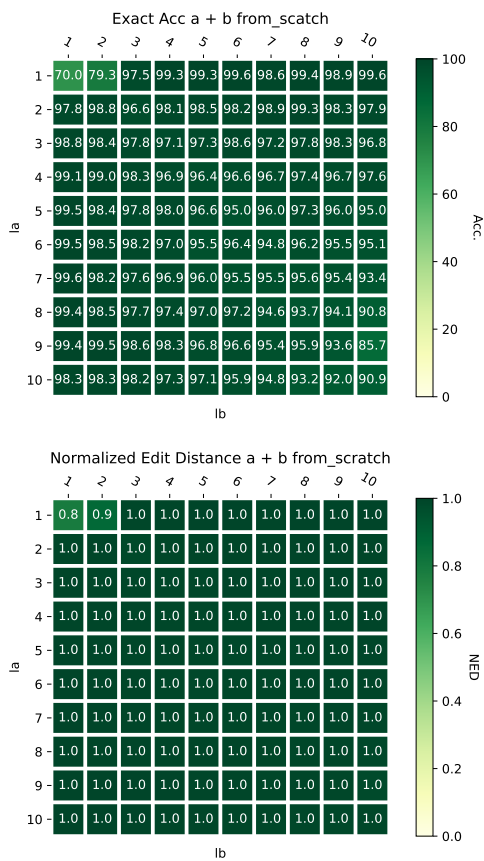 Exact Acc a + b from_scatch
1 2 3 4 5 6 7 8 9 10
1 70.0 79.3 97.5 99.3 99.3 99.6 98.6 99.4 98.9 99.6
2 97.8 98.8 96.6 98.1 98.5 98.2 98.9 99.3 98.3 97.9
3 98.8 98.4 97.8 97.1 97.3 98.6 97.2 97.8 98.3 96.8
4 99.1 99.0 98.3 96.9 96.4 96.6 96.7 97.4 96.7 97.6
5 99.5 98.4 97.8 98.0 96.6 95.0 96.0 97.3 96.0 95.0
6 99.5 98.5 98.2 97.0 95.5 96.4 94.8 96.2 95.5 95.1
7 99.6 98.2 97.6 96.9 96.0 95.5 95.5 95.6 95.4 93.4
8 99.4 98.5 97.7 97.4 97.0 97.2 94.6 93.7 94.1 90.8
9 99.4 99.5 98.6 98.3 96.8 96.6 95.4 95.9 93.6 85.7
10 98.3 98.3 98.2 97.3 97.1 95.9 94.8 93.2 92.0 90.9
la
lb
100
80
60
40
20
0
Acc.
Normalized Edit Distance a + b from_scratch
1 2 3 4 5 6 7 8 9 10
1 0.8 0.9 1.0 1.0 1.0 1.0 1.0 1.0 1.0 1.0
2 1.0 1.0 1.0 1.0 1.0 1.0 1.0 1.0 1.0 1.0
3 1.0 1.0 1.0 1.0 1.0 1.0 1.0 1.0 1.0 1.0
4 1.0 1.0 1.0 1.0 1.0 1.0 1.0 1.0 1.0 1.0
5 1.0 1.0 1.0 1.0 1.0 1.0 1.0 1.0 1.0 1.0
6 1.0 1.0 1.0 1.0 1.0 1.0 1.0 1.0 1.0 1.0
7 1.0 1.0 1.0 1.0 1.0 1.0 1.0 1.0 1.0 1.0
8 1.0 1.0 1.0 1.0 1.0 1.0 1.0 1.0 1.0 1.0
9 1.0 1.0 1.0 1.0 1.0 1.0 1.0 1.0 1.0 1.0
10 1.0 1.0 1.0 1.0 1.0 1.0 1.0 1.0 1.0 1.0
la
lb
1.0
0.8
0.6
0.4
0.2
0.0
NED